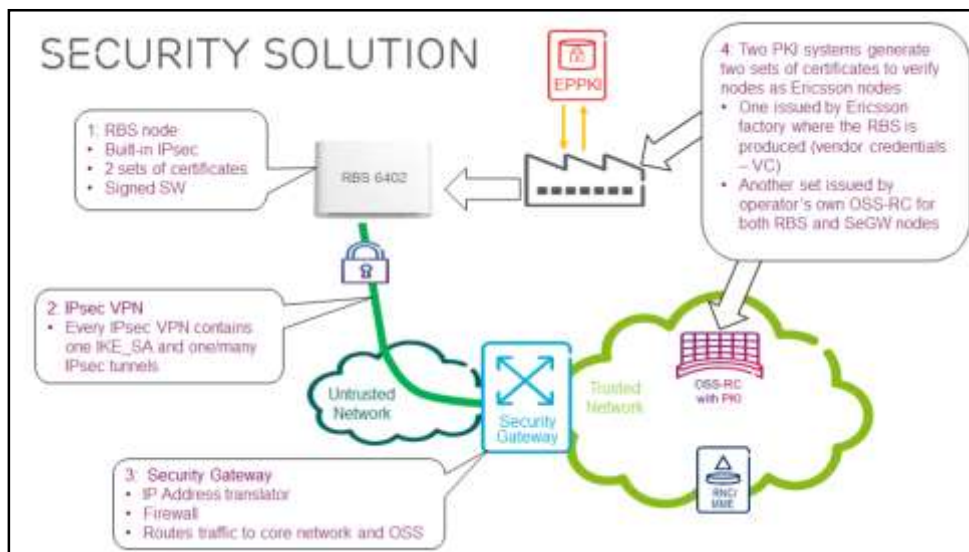 SECURITY SOLUTION
EPPKI
4: Two PKI systems generate
two sets of certificates to verify
nodes as Ericsson nodes
• One issued by Ericsson
factory where the RBS is
produced (vendor credentials
– VC)
• Another set issued by
operator's own OSS-RC for
both RBS and SeGW nodes
1: RBS node
• Built-in IPsec
• 2 sets of certificates
• Signed SW
RBS 6402
2: IPsec VPN
• Every IPsec VPN contains
one IKE_SA and one/many
IPsec tunnels
Untrusted
Network
Security
Gateway
Trusted
Network
OSS-RC
with PKI
RNC/
MME
3: Security Gateway
• IP Address translator
• Firewall
• Routes traffic to core network and OSS